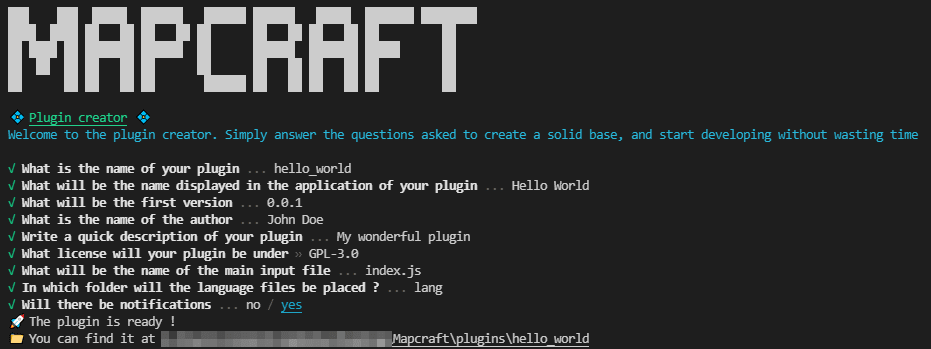 MAPCRAFT
Plugin creator
Welcome to the plugin creator. Simply answer the questions asked to create a solid base, and start developing without wasting time
√ What is the name of your plugin ... hello_world
√ What will be the name displayed in the application of your plugin ... Hello World
√ What will be the first version ... 0.0.1
√ What is the name of the author ... John Doe
√ Write a quick description of your plugin ... My wonderful plugin
√ What license will your plugin be under » GPL-3.0
√ What will be the name of the main input file ... index.js
√ In which folder will the language files be placed ? ... lang
√ Will there be notifications ... no / yes
The plugin is ready !
You can find it at Mapcraft\plugins\hello_world